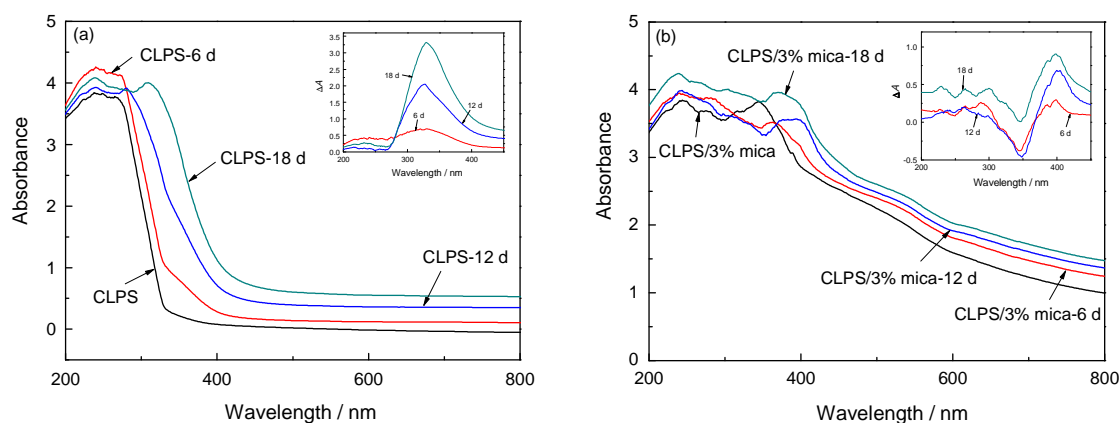 (a)
CLPS-6 d
CLPS-18 d
CLPS-12 d
CLPS
Absorbance
Wavelength / nm
5
4
3
2
1
0
200
400
600
800
ΔA
Wavelength / nm
18 d
12 d
6 d
3.5
3.0
2.5
2.0
1.5
1.0
0.5
0.0
200
300
400
(b)
CLPS/3% mica-18 d
CLPS/3% mica
CLPS/3% mica-12 d
CLPS/3% mica-6 d
Absorbance
Wavelength / nm
5
4
3
2
1
0
200
400
600
800
ΔA
Wavelength / nm
18 d
12 d
6 d
1.0
0.5
0.0
-0.5
200
300
400